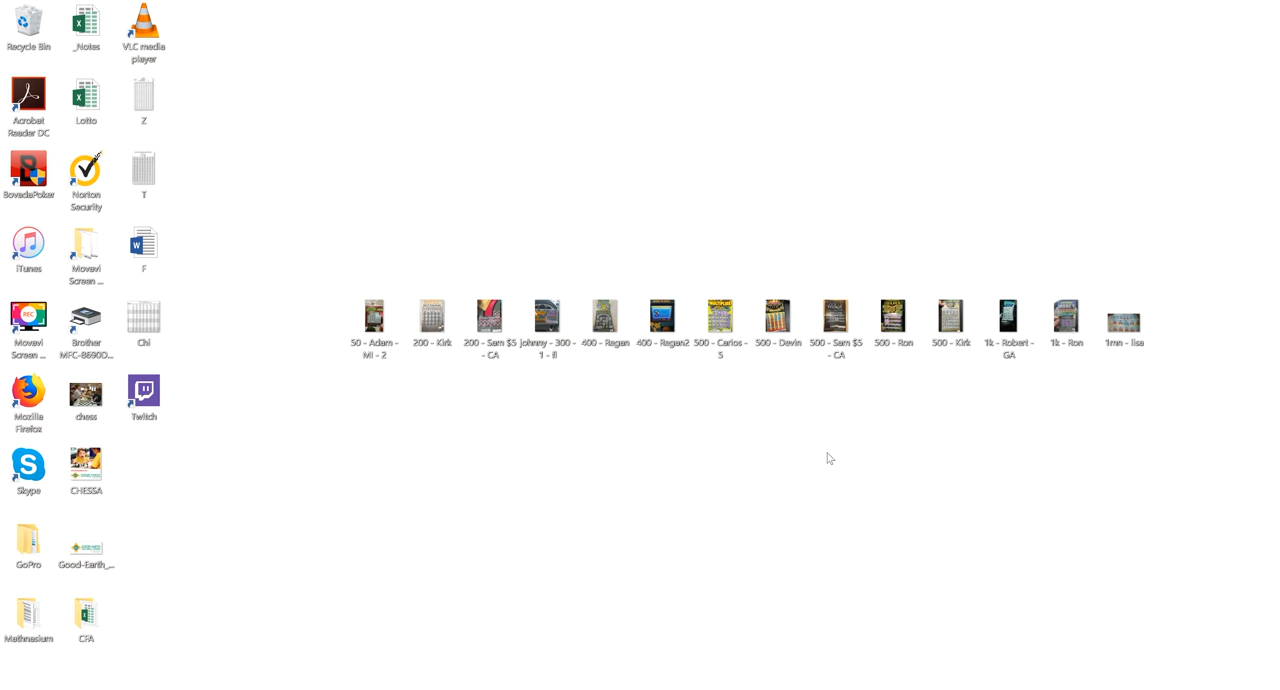 Recycle Bin
_Notes
VLC media
player
Acrobat
Reader DC
Lotto
Z
BovadaPoker
Norton
Security
T
iTunes
Movavi
Screen ...
F
Movavi
Screen ...
Brother
MFC-B690D...
Chi
Mozilla
Firefox
chess
Twitch
Skype
CHESSA
GoPro
Good-Earth_...
Mathnasium
CFA
50 - Adam -
MI - 2
200 - Kirk
200 - Sam $5
- CA
johnny - 300 -
1 - fl
400 - Regan
400 - Regan2
500 - Carlos -
5
500 - Devin
500 - Sam $5
- CA
500 - Ron
500 - Kirk
1k - Robert -
GA
1k - Ron
1mn - lisa
REC